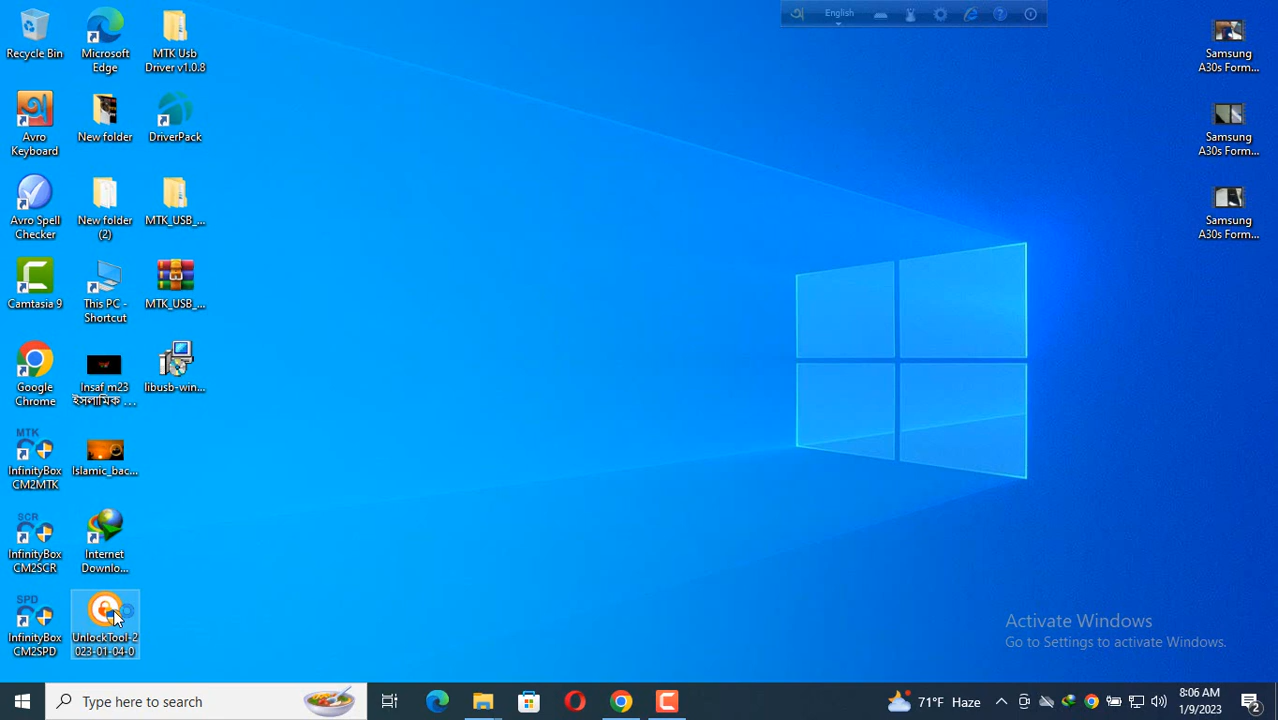 English
Recycle Bin
Microsoft
Edge
MTK Usb
Driver v1.0.8
Avro
Keyboard
New folder
DriverPack
Avro Spell
Checker
New folder
(2)
MTK_USB_...
Camtasia 9
This PC -
Shortcut
MTK_USB_...
Google
Chrome
Insaf m23
ইসলামিক ...
libusb-win...
MTK
InfinityBox
CM2MTK
Islamic_bac...
SCR
InfinityBox
CM2SCR
Internet
Downlo...
SPD
InfinityBox
CM2SPD
UnlockTool-2
023-01-04-0
Samsung
A30s Form...
Samsung
A30s Form...
Samsung
A30s Form...
Activate Windows
Go to Settings to activate Windows.
Type here to search
71°F Haze
8:06 AM
1/9/2023
2